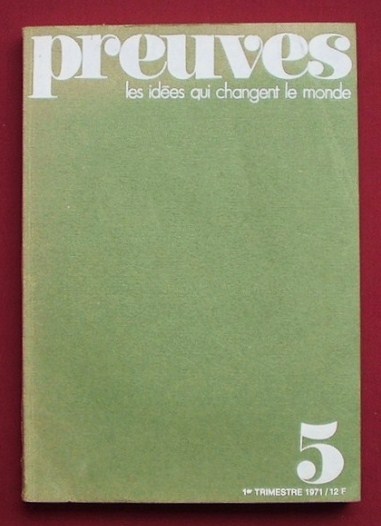 preuves
les idées qui changent le monde
5
1er TRIMESTRE 1971 / 12 F